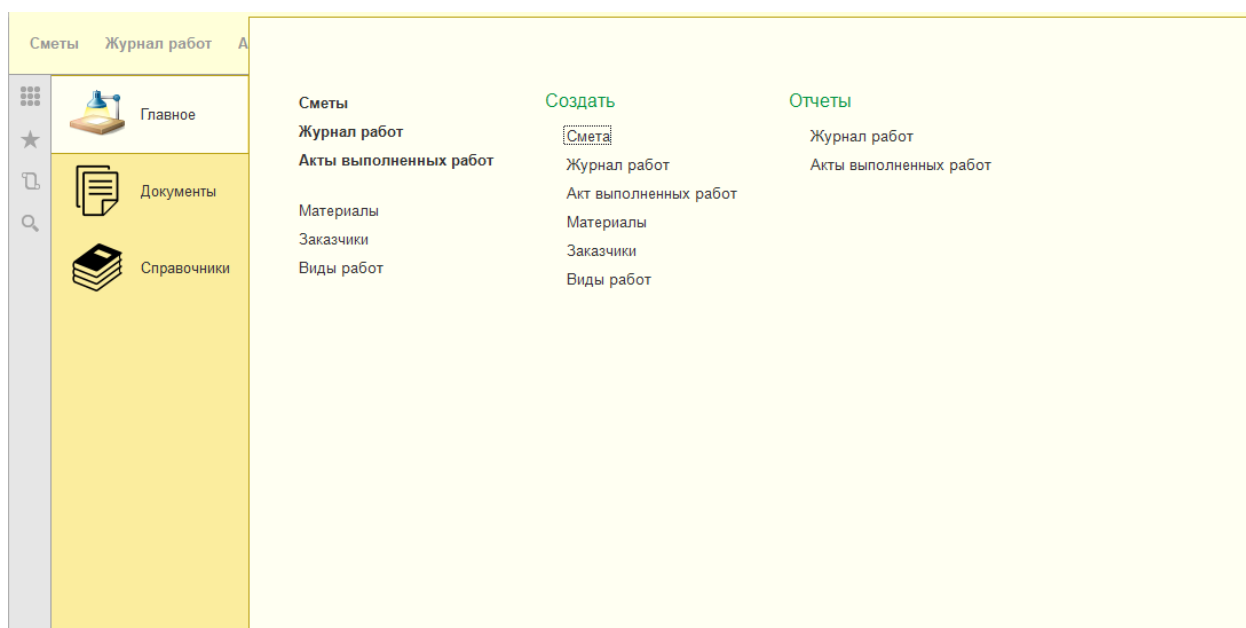 Сметы Журнал работ А
Главное
Документы
Справочники
Сметы
Журнал работ
Акты выполненных работ
Материалы
Заказчики
Виды работ
Создать
Смета
Журнал работ
Акт выполненных работ
Материалы
Заказчики
Виды работ
Отчеты
Журнал работ
Акты выполненных работ